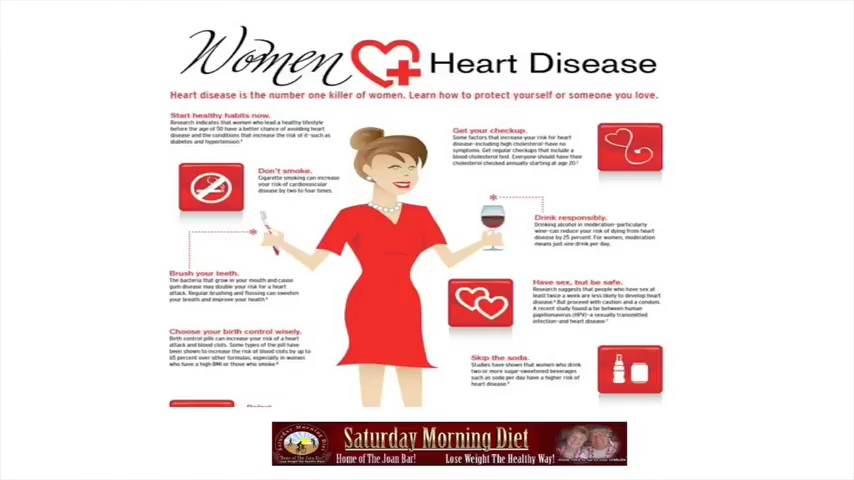 Women Heart Disease
Heart disease is the number one killer of women. Learn how to protect yourself or someone you love.
Start healthy habits now.
Research indicates that women who lead a healthy lifestyle
before the age of 50 have a better chance of avoiding heart
disease and the conditions that increase the risk of it–such as
diabetes and hypertension.
Don't smoke.
Cigarette smoking can increase
your risk of cardiovascular
disease by two to four times.
Brush your teeth.
The bacteria that grow in your mouth and cause
gum disease may double your risk for a heart
attack. Regular brushing and flossing can sweeten
your breath and improve your health.
Choose your birth control wisely.
Birth control pills can increase your risk of a heart
attack and blood clots. Some types of the pill have
been shown to increase the risk of blood clots by up to
65 percent over other formulas, especially in women
who have a high BMI or those who smoke.
Get your checkup.
Some factors that increase your risk for heart
disease–including high cholesterol–have no
symptoms. Get regular checkups that include a
blood cholesterol test. Everyone should have their
cholesterol checked annually starting at age 20.
Drink responsibly.
Drinking alcohol in moderation–particularly
wine–can reduce your risk of dying from heart
disease by 25 percent. For women, moderation
means just one drink per day.
Have sex, but be safe.
Research suggests that people who have sex at
least twice a week are less likely to develop heart
disease. But proceed with caution and a condom.
A recent study found a tie between human
papillomavirus (HPV)–a sexually transmitted
infection–and heart disease.
Skip the soda.
Studies have shown that women who drink
two or more sugar-sweetened beverages
such as soda per day have a higher risk of
heart disease.
Saturday Morning Diet
Home of The Joan Bar! Lose Weight The Healthy Way!